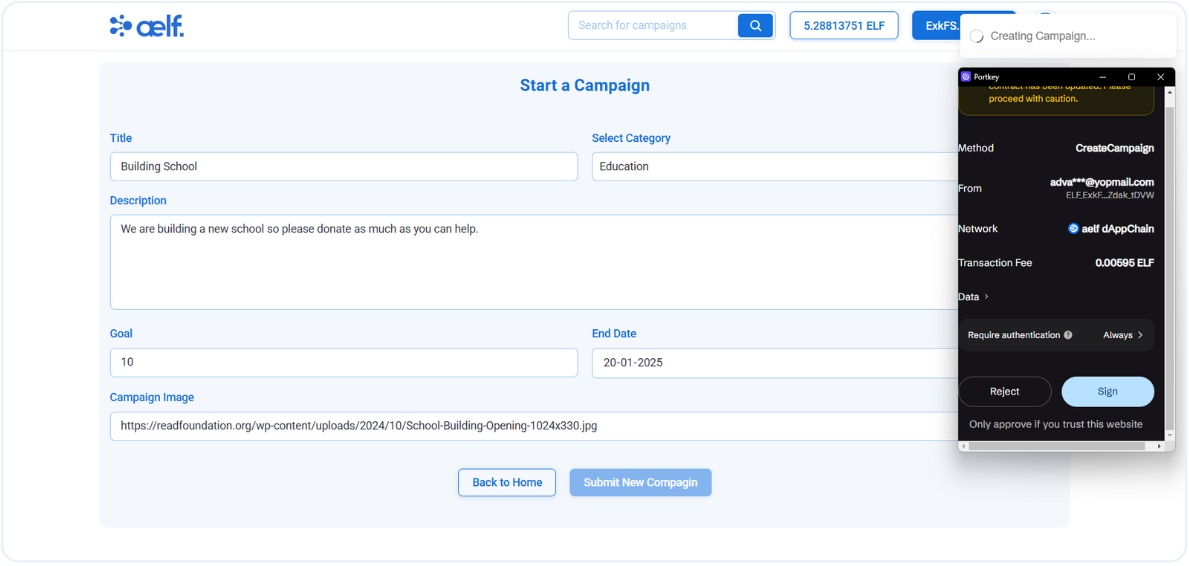 aelf.
Search for campaigns
5.28813751 ELF
ExkFS.
Creating Campaign...
Start a Campaign
Title
Select Category
Building School
Education
Description
We are building a new school so please donate as much as you can help.
Goal
End Date
10
20-01-2025
Campaign Image
https://readfoundation.org/wp-content/uploads/2024/10/School-Building-Opening-1024x330.jpg
Back to Home
Submit New Compagin
Portkey
contract has been updated. Please
proceed with caution.
Method
CreateCampaign
From
adva***@yopmail.com
ELF_ExkF...Zdak_tDVW
Network
aelf dAppChain
Transaction Fee
0.00595 ELF
Data
Require authentication
Always
Reject
Sign
Only approve if you trust this website